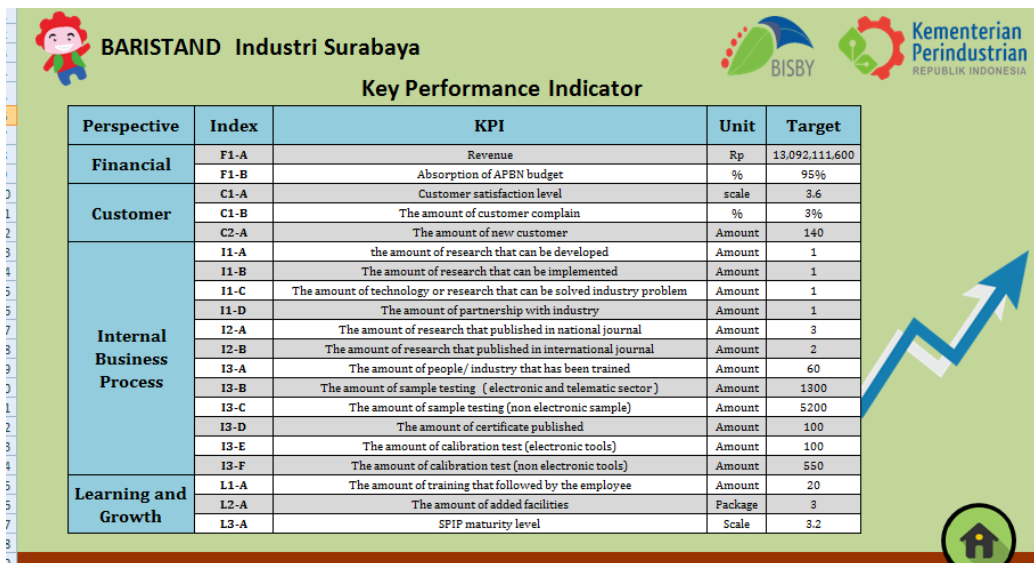 BARISTAND Industri Surabaya
BISBY
Kementerian
Perindustrian
REPUBLIK INDONESIA
Key Performance Indicator
Perspective Index KPI Unit Target
Financial
F1-A Revenue Rp 13,092,111,600
F1-B Absorption of APBN budget % 95%
Customer
C1-A Customer satisfaction level scale 3.6
C1-B The amount of customer complain % 3%
C2-A The amount of new customer Amount 140
Internal
Business
Process
I1-A the amount of research that can be developed Amount 1
I1-B The amount of research that can be implemented Amount 1
I1-C The amount of technology or research that can be solved industry problem Amount 1
I1-D The amount of partnership with industry Amount 1
I2-A The amount of research that published in national journal Amount 3
I2-B The amount of research that published in international journal Amount 2
I3-A The amount of people/ industry that has been trained Amount 60
I3-B The amount of sample testing ( electronic and telematic sector ) Amount 1300
I3-C The amount of sample testing (non electronic sample) Amount 5200
I3-D The amount of certificate published Amount 100
I3-E The amount of calibration test (electronic tools) Amount 100
I3-F The amount of calibration test (non electronic tools) Amount 550
Learning and
Growth
L1-A The amount of training that followed by the employee Amount 20
L2-A The amount of added facilities Package 3
L3-A SPIP maturity level Scale 3.2